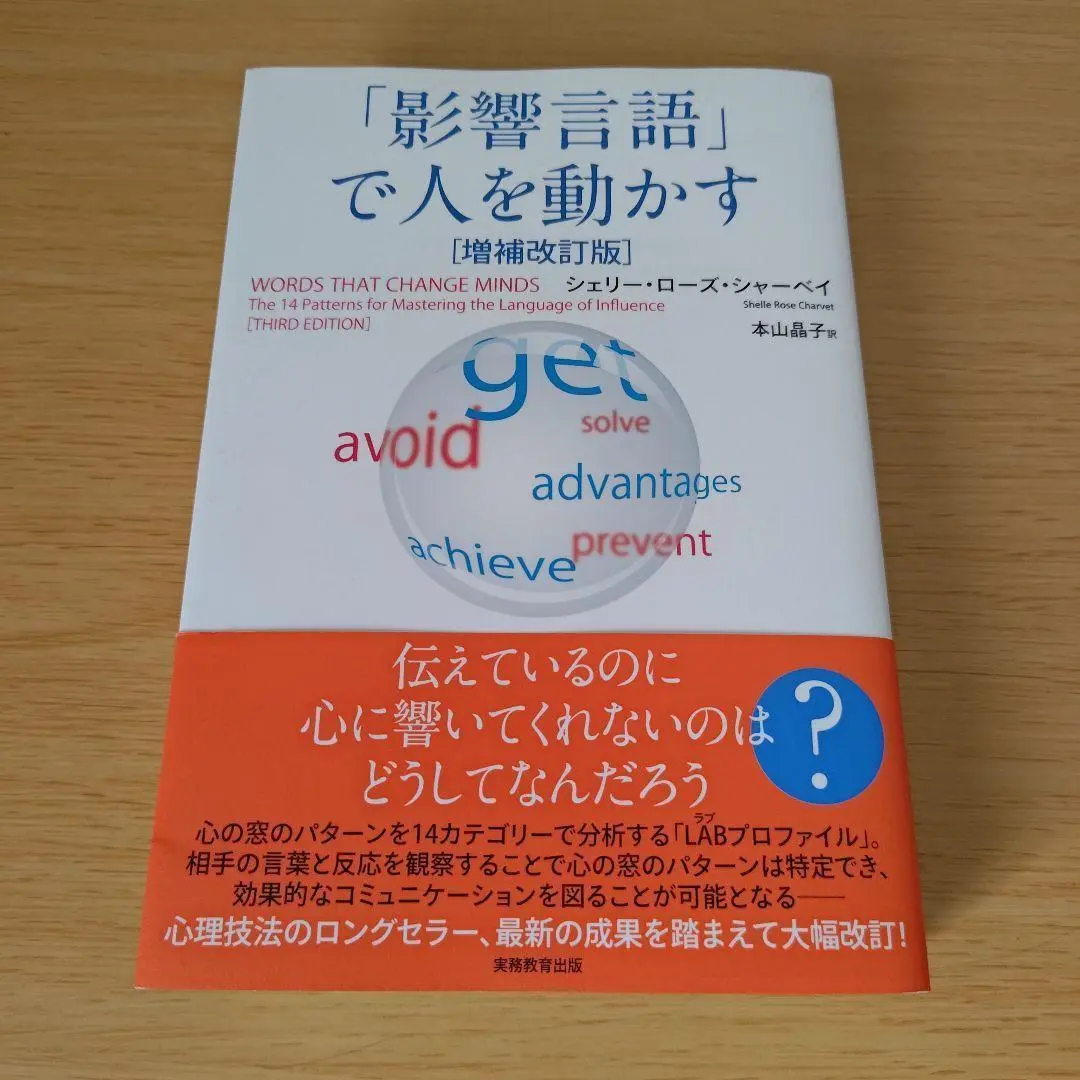 「影響言語」
で人を動かす
[増補改訂版]
WORDS THAT CHANGE MINDS シェリー・ローズ・シャーベイ
The 14 Patterns for Mastering the Language of Influence Shelle Rose Charvet
[THIRD EDITION] 本山晶子訳
get
solve
avoid
advantages
prevent
achieve
伝えているのに
心に響いてくれないのは
どうしてなんだろう
?
心の窓のパターンを14カテゴリーで分析する「LABプロファイル」。
ラブ
相手の言葉と反応を観察することで心の窓のパターンは特定でき、
効果的なコミュニケーションを図ることが可能となる——
心理技法のロングセラー、最新の成果を踏まえて大幅改訂!
実務教育出版